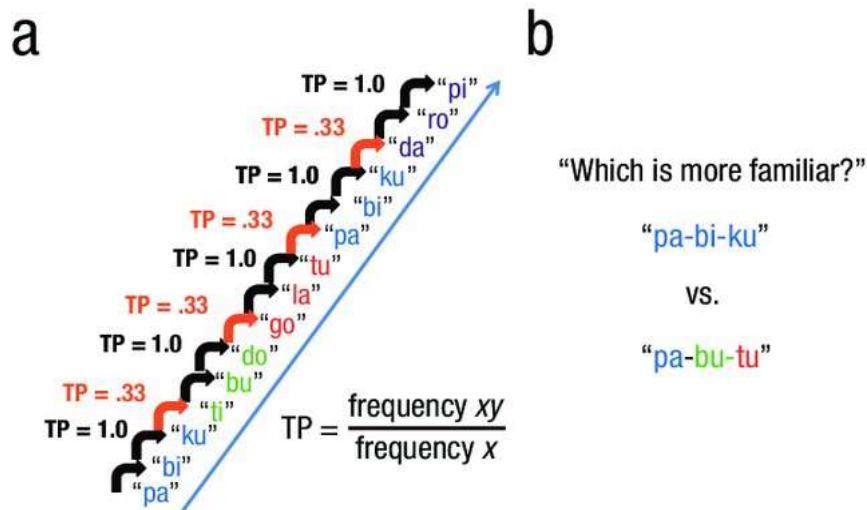 a
TP = 1.0 “pi”
“ro”
TP = .33 “da”
TP = 1.0 “ku”
“bi”
TP = .33 “pa”
TP = 1.0 “tu”
“la”
TP = .33 “go”
TP = 1.0 “do”
“bu”
TP = .33 “ti”
TP = 1.0 “ku”
“bi”
“pa”
TP = frequency xy
frequency x
b
“Which is more familiar?”
“pa-bi-ku”
vs.
“pa-bu-tu”